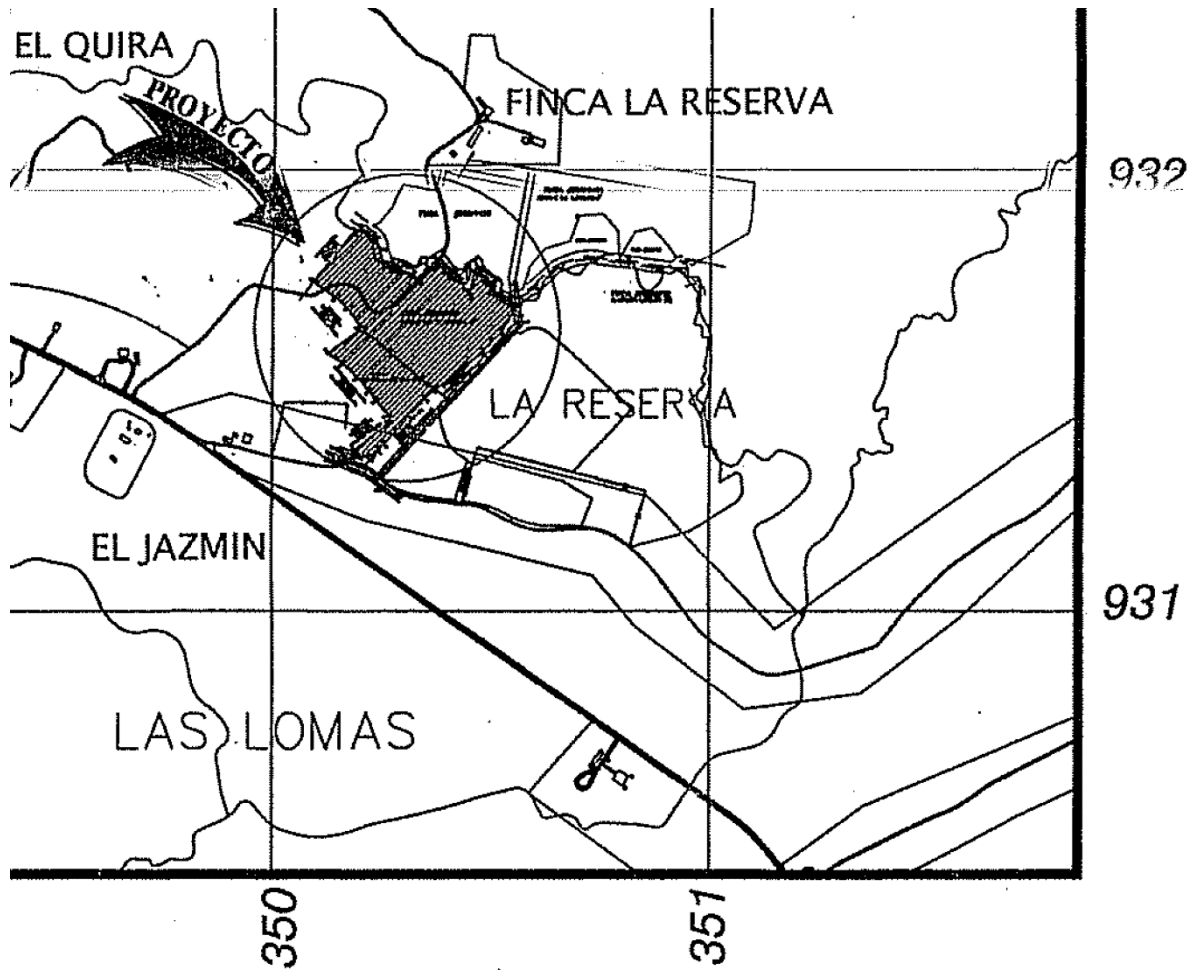 EL QUIRA
PROYECTO
FINCA LA RESERVA
932
LA RESERVA
EL JAZMIN
931
LAS LOMAS
350
351